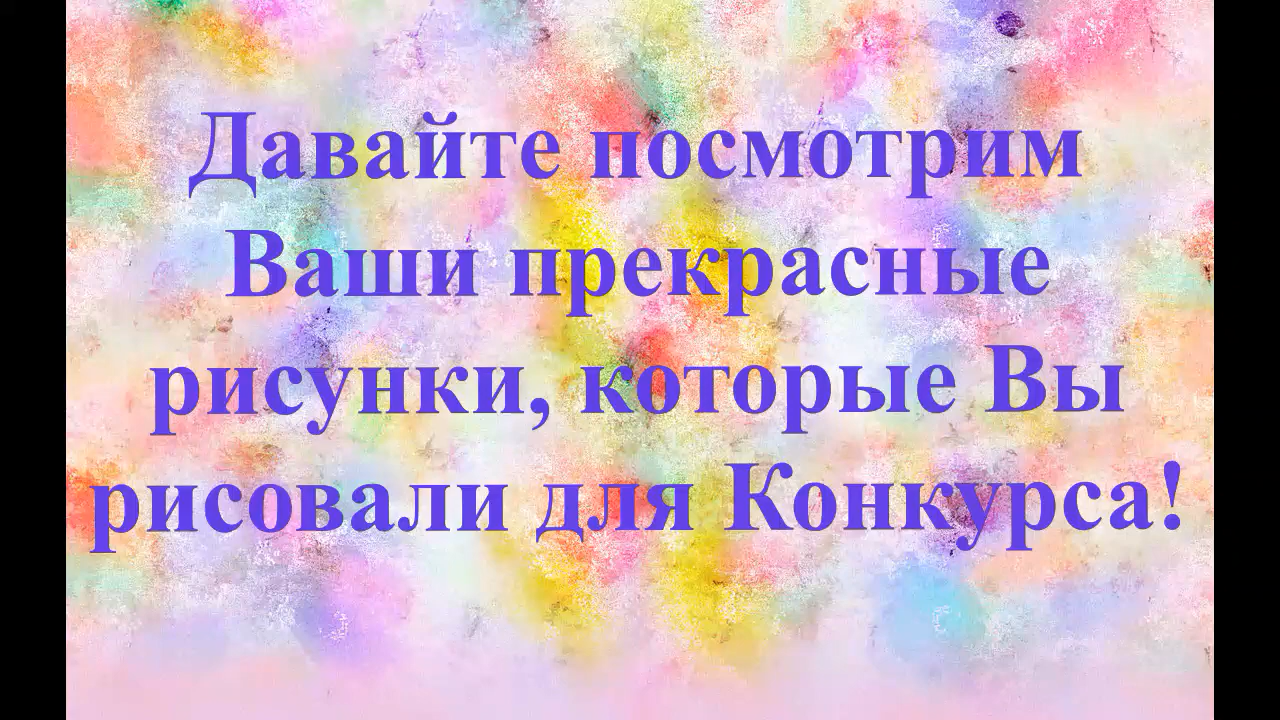 Давайте посмотрим
Ваши прекрасные
рисунки, которые Вы
рисовали для Конкурса!